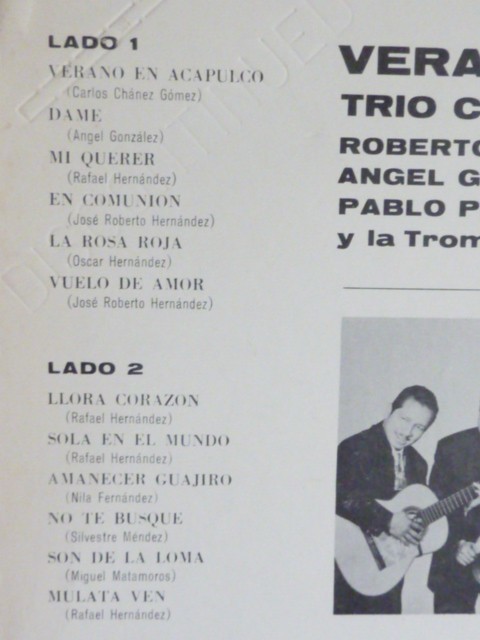 LADO 1
VERANO EN ACAPULCO
(Carlos Chánez Gómez)
DAME
(Angel González)
MI QUERER
(Rafael Hernández)
EN COMUNION
(José Roberto Hernández)
LA ROSA ROJA
(Oscar Hernández)
VUELO DE AMOR
(José Roberto Hernández)
LADO 2
LLORA CORAZON
(Rafael Hernández)
SOLA EN EL MUNDO
(Rafael Hernández)
AMANECER GUAJIRO
(Nila Fernández)
NO TE BUSQUE
(Silvestre Méndez)
SON DE LA LOMA
(Miguel Matamoros)
MULATA VEN
(Rafael Hernández)
VERA
TRIO C
ROBERTO
ANGEL G
PABLO P
y la Trom